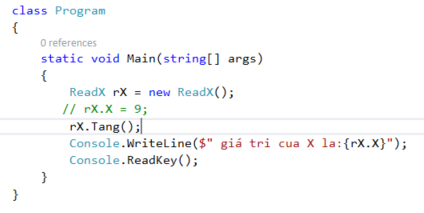 class Program
{
0 references
static void Main(string[] args)
{
ReadX rX = new ReadX();
// rX.X = 9;
rX.Tang();
Console.WriteLine($" giá tri cua X la:{rX.X}");
Console.ReadKey();
}
}